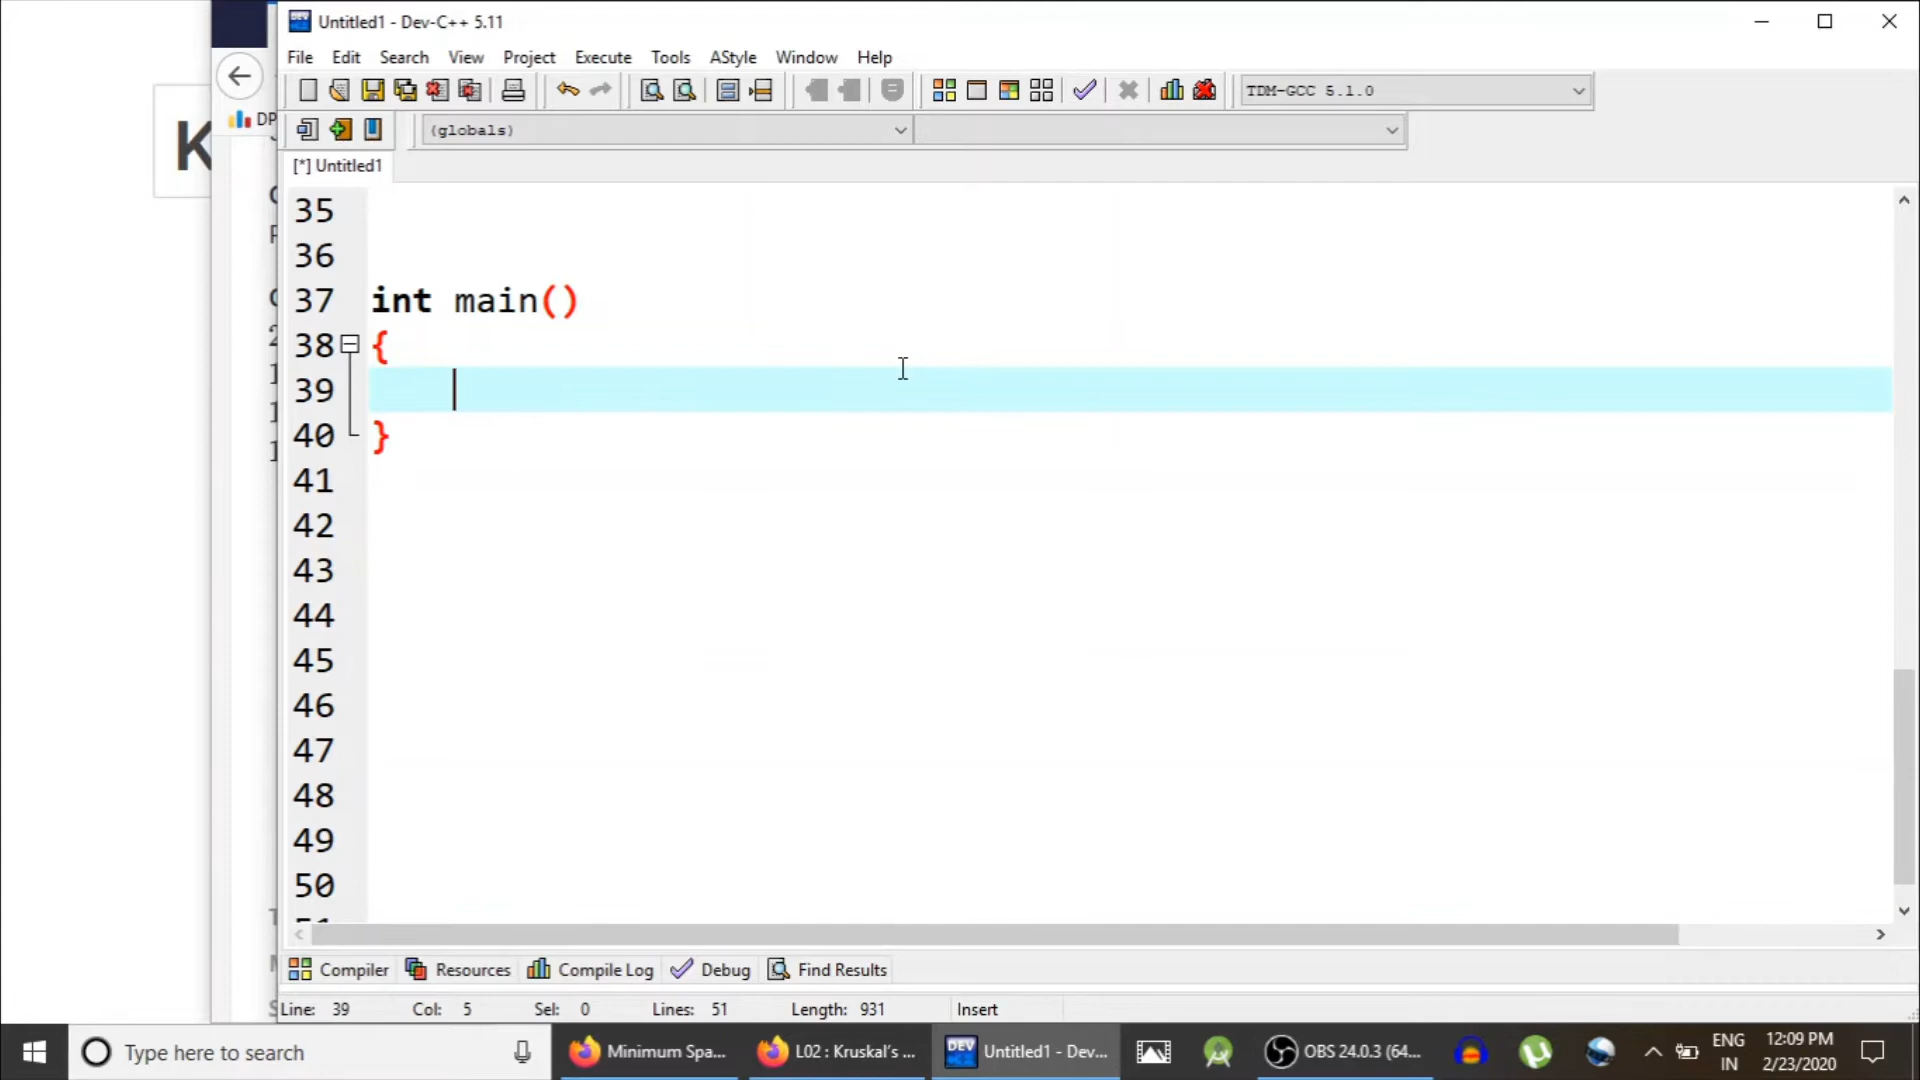 Untitled1 - Dev-C++ 5.11
File Edit Search View Project Execute Tools AStyle Window Help
TDM-GCC 5.1.0
DP
(globals)
K
[*] Untitled1
35
36
37 int main()
38 {
39
40 }
41
42
43
44
45
46
47
48
49
50
Compiler Resources Compile Log Debug Find Results
Line: 39 Col: 5 Sel: 0 Lines: 51 Length: 931 Insert
Type here to search Minimum Spa... L02 : Kruskal's ... DEV Untitled1 - Dev... OBS 24.0.3 (64... ENG 12:09 PM
IN 2/23/2020